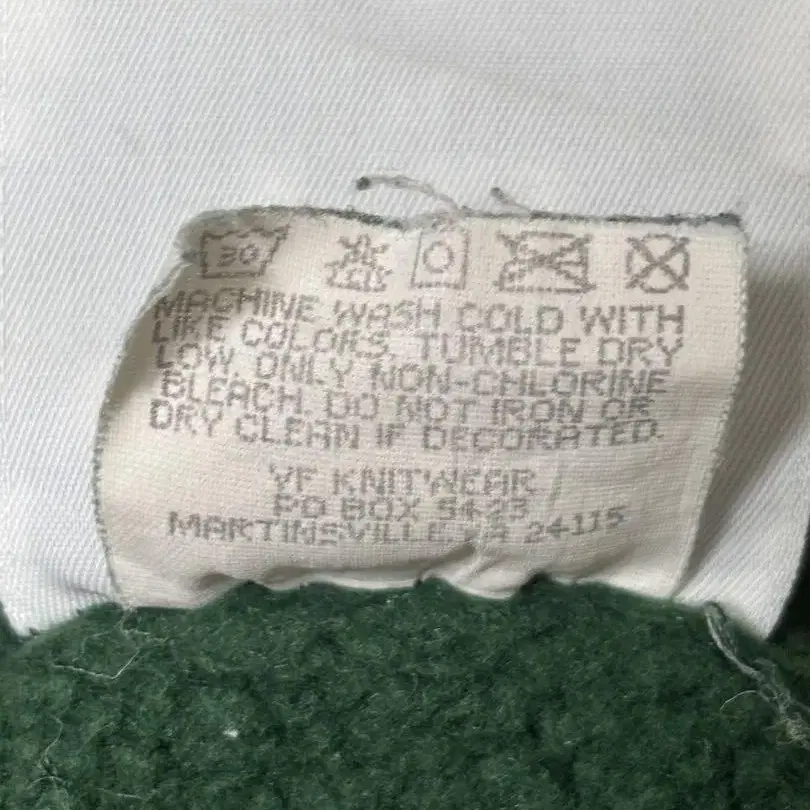 30
MACHINE WASH COLD WITH
LIKE COLORS. TUMBLE DRY
LOW. ONLY NON-CHLORINE
BLEACH. DO NOT IRON OR
DRY CLEAN IF DECORATED.
VF KNITWEAR
PO BOX 5423
MARTINSVILLE, VA 24115